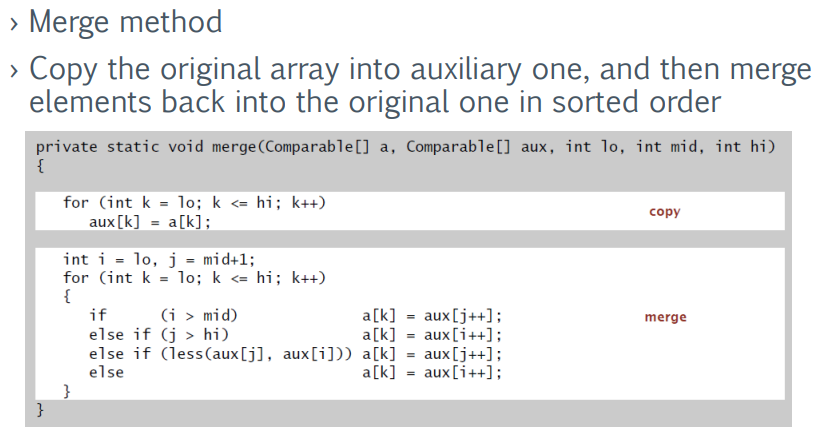 › Merge method
› Copy the original array into auxiliary one, and then merge
elements back into the original one in sorted order
private static void merge(Comparable[] a, Comparable[] aux, int lo, int mid, int hi)
{
for (int k = lo; k <= hi; k++)
aux[k] = a[k];
copy
int i = lo, j = mid+1;
for (int k = lo; k <= hi; k++)
{
if (i > mid) a[k] = aux[j++];
merge
else if (j > hi) a[k] = aux[i++];
else if (less(aux[j], aux[i])) a[k] = aux[j++];
else a[k] = aux[i++];
}
}